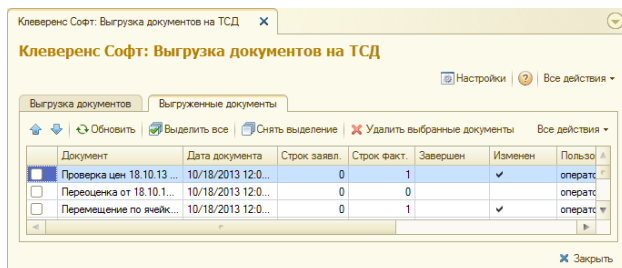 Клеверенс Софт: Выгрузка документов на ТСД
Клеверенс Софт: Выгрузка документов на ТСД
Настройки Все действия
Выгрузка документов Выгруженные документы
Обновить Выделить все Снять выделение Удалить выбранные документы Все действия
Документ Дата документа Строк заявл. Строк факт. Завершен Изменен Пользо
Проверка цен 18.10.13 ... 10/18/2013 12:0... 0 1 операто
Переоценка от 18.10.1... 10/18/2013 12:0... 0 0 операто
Перемещение по ячейк... 10/18/2013 12:0... 0 1 операто
Закрыть